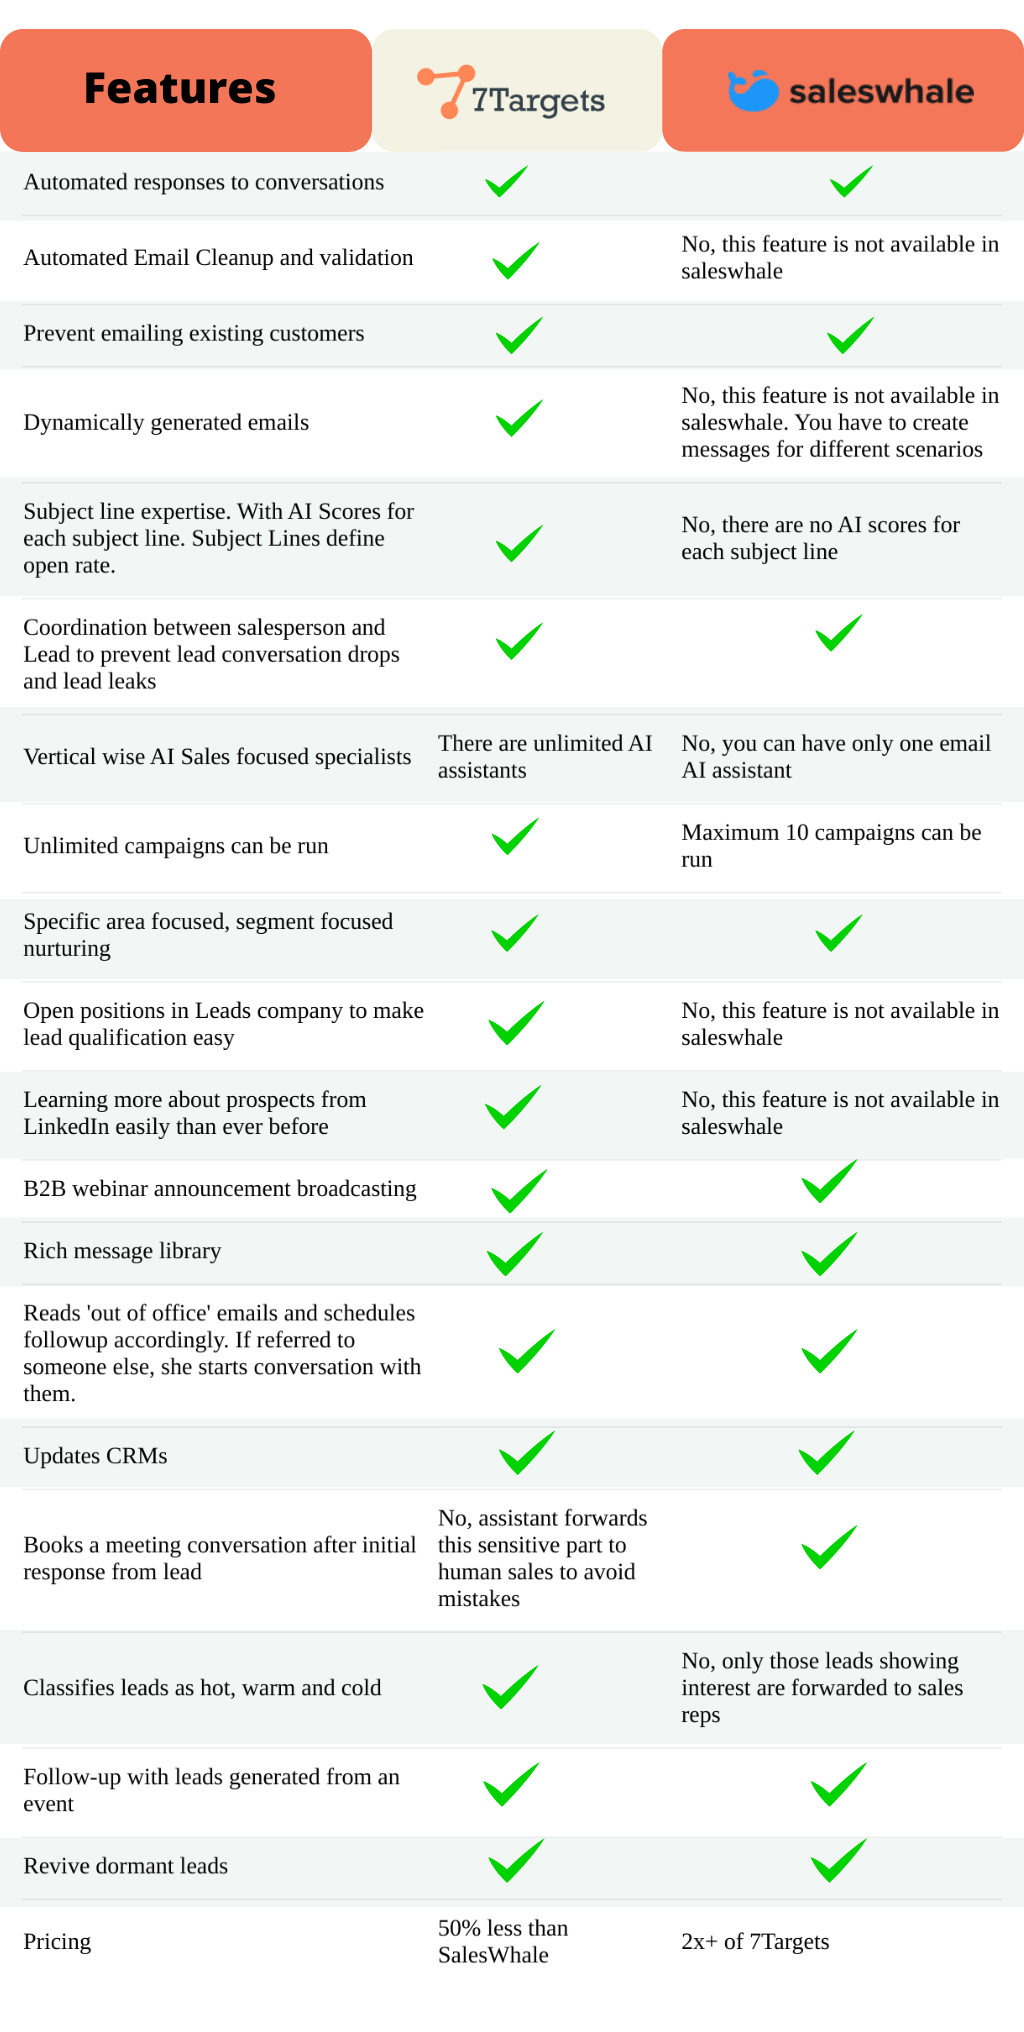 Features
7Targets
saleswhale
Automated responses to conversations
Automated Email Cleanup and validation
No, this feature is not available in
saleswhale
Prevent emailing existing customers
Dynamically generated emails
No, this feature is not available in
saleswhale. You have to create
messages for different scenarios
Subject line expertise. With AI Scores for
each subject line. Subject Lines define
open rate.
No, there are no AI scores for
each subject line
Coordination between salesperson and
Lead to prevent lead conversation drops
and lead leaks
Vertical wise AI Sales focused specialists
There are unlimited AI
assistants
No, you can have only one email
AI assistant
Unlimited campaigns can be run
Maximum 10 campaigns can be
run
Specific area focused, segment focused
nurturing
Open positions in Leads company to make
lead qualification easy
No, this feature is not available in
saleswhale
Learning more about prospects from
LinkedIn easily than ever before
No, this feature is not available in
saleswhale
B2B webinar announcement broadcasting
Rich message library
Reads 'out of office' emails and schedules
followup accordingly. If referred to
someone else, she starts conversation with
them.
Updates CRMs
Books a meeting conversation after initial
response from lead
No, assistant forwards
this sensitive part to
human sales to avoid
mistakes
Classifies leads as hot, warm and cold
No, only those leads showing
interest are forwarded to sales
reps
Follow-up with leads generated from an
event
Revive dormant leads
Pricing
50% less than
SalesWhale
2x+ of 7Targets